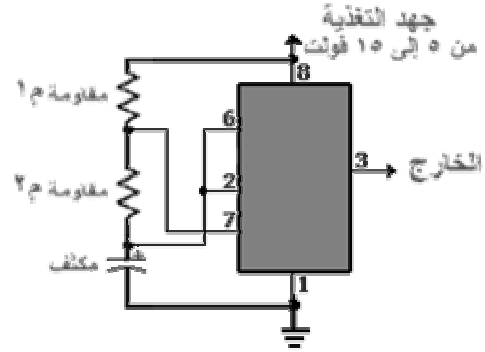 جهد التغذية
من ٥ إلى ١٥ فولت
8
مقاومة م١
6
3
الخارج
2
مقاومة م٢
7
+
مكثف
1